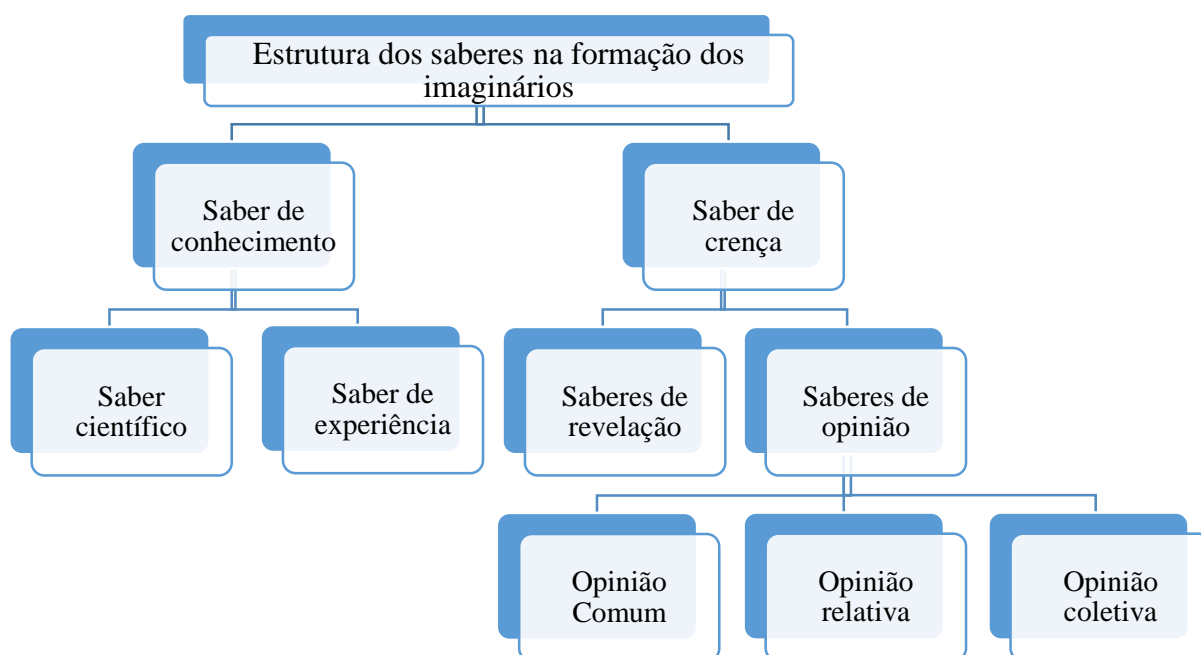 Estrutura dos saberes na formação dos
imaginários
Saber de
conhecimento
Saber de
crença
Saber
científico
Saber de
experiência
Saberes de
revelação
Saberes de
opinião
Opinião
Comum
Opinião
relativa
Opinião
coletiva